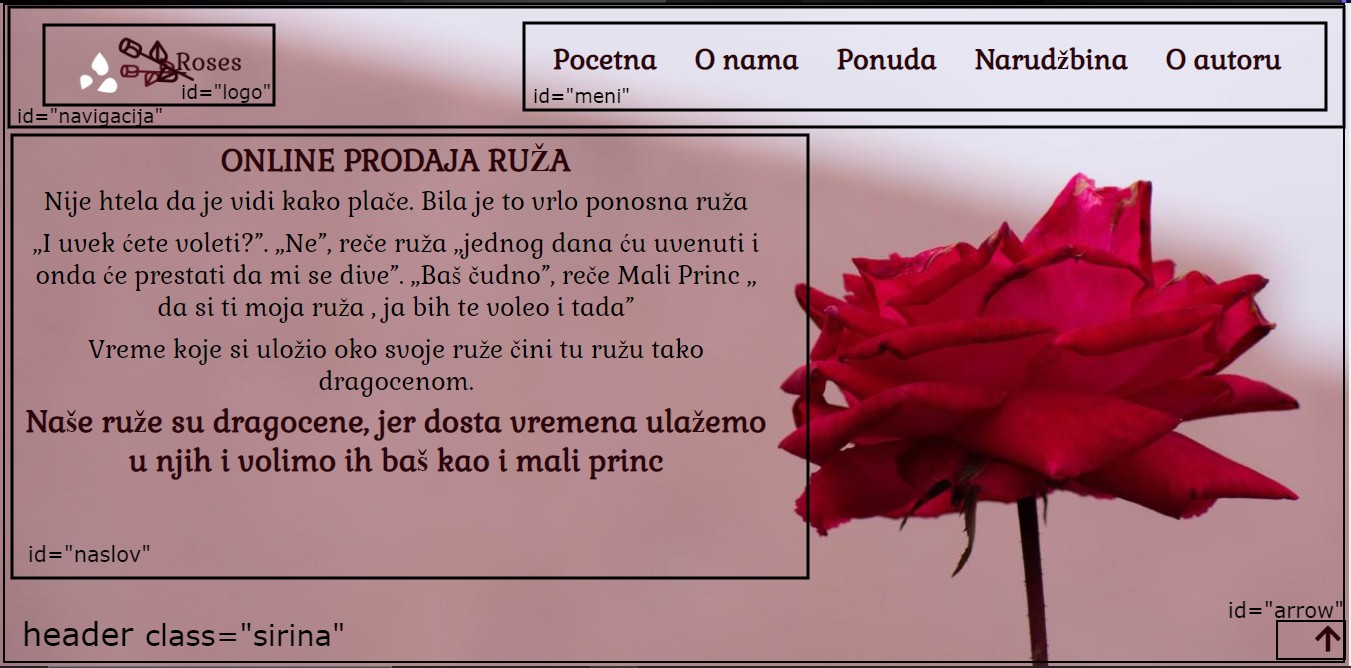 Roses
id="logo"
id="navigacija"
Pocetna O nama Ponuda Narudžbina O autoru
id="meni"
ONLINE PRODAJA RUŽA
Nije htela da je vidi kako plače. Bila je to vrlo ponosna ruža
„I uvek ćete voleti?”. „Ne”, reče ruža „jednog dana ću uvenuti i
onda će prestati da mi se dive”. „Baš čudno”, reče Mali Princ „
da si ti moja ruža , ja bih te voleo i tada”
Vreme koje si uložio oko svoje ruže čini tu ružu tako
dragocenom.
Naše ruže su dragocene, jer dosta vremena ulažemo
u njih i volimo ih baš kao i mali princ
id="naslov"
header class="sirina"
id="arrow"